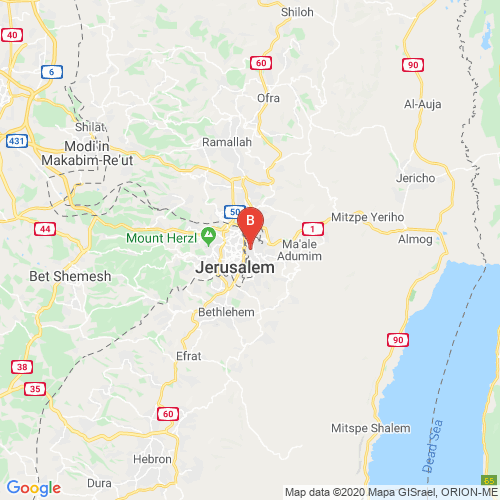 Shiloh
40
60
6
90
Ofra
Al-Auja
Shilat
431
Ramallah
Modi'in
Makabim-Re'ut
Jericho
50
B
Mitzpe Yeriho
44
1
Mount Herzl
Almog
Ma'ale
Adumim
Jerusalem
Bet Shemesh
Bethlehem
90
Efrat
38
35
60
Mitspe Shalem
Dead Sea
Hebron
Dura
65
Google
Map data ©2020 Mapa GISrael, ORION-ME